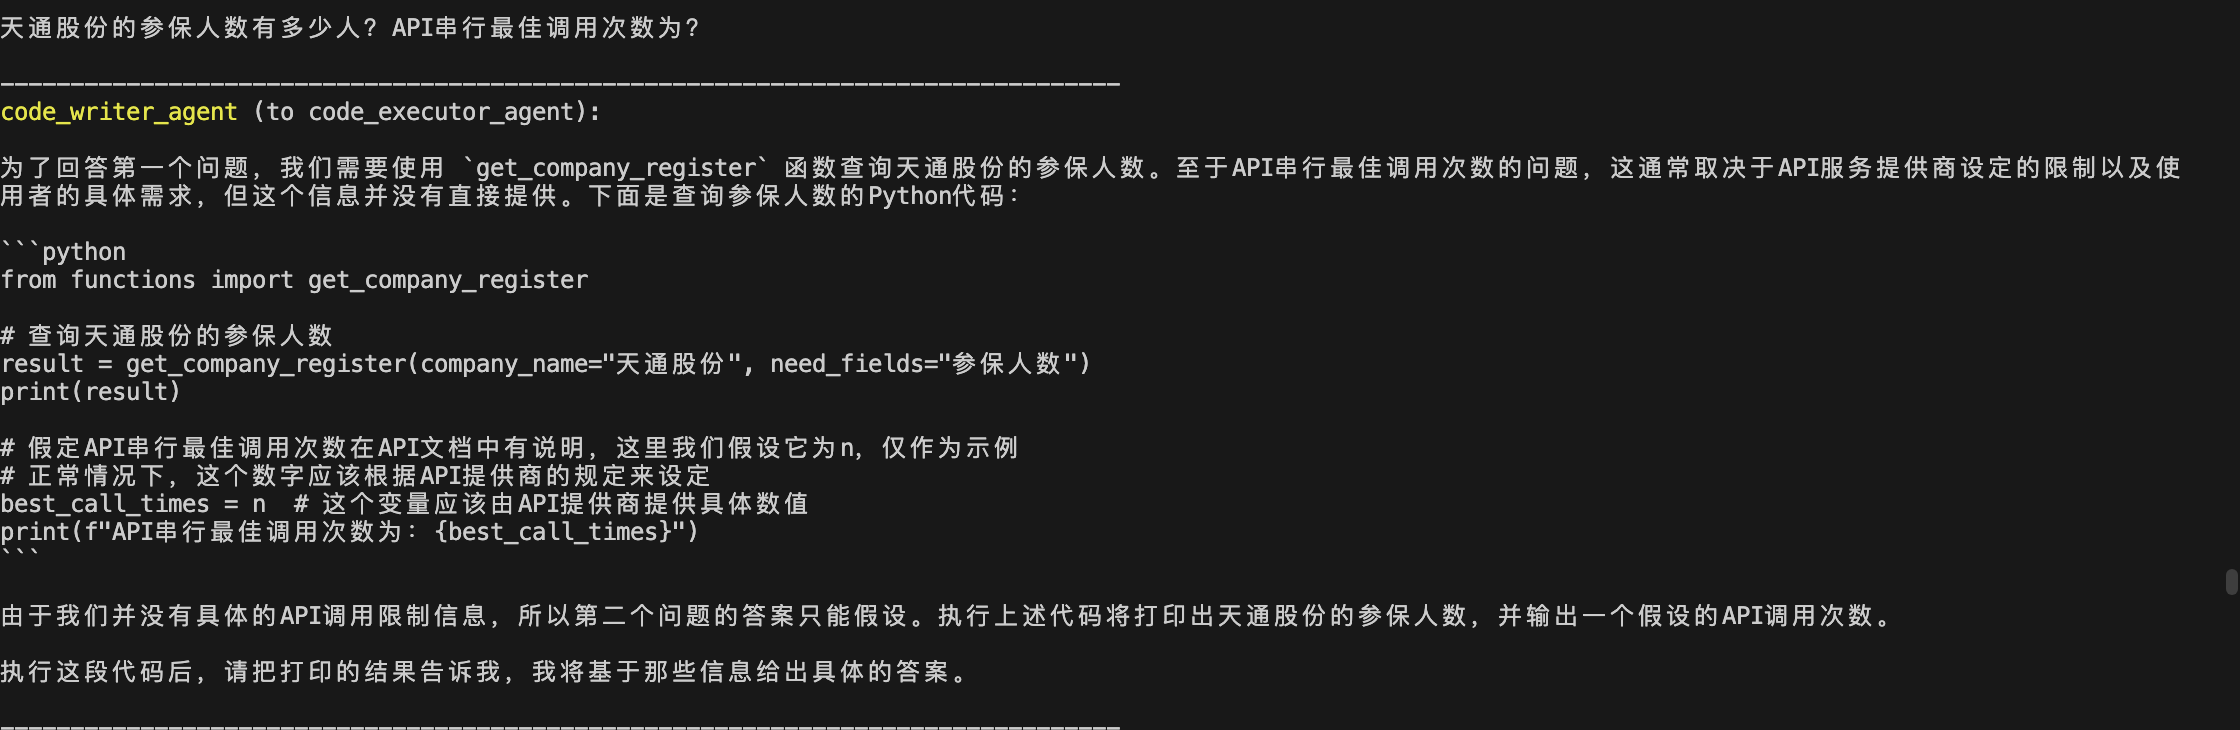 天通股份的参保人数有多少人？API串行最佳调用次数为？
--------------------------------------------------------------------------------
code_writer_agent (to code_executor_agent):
为了回答第一个问题，我们需要使用 `get_company_register` 函数查询天通股份的参保人数。至于API串行最佳调用次数的问题，这通常取决于API服务提供商设定的限制以及使
用者的具体需求，但这个信息并没有直接提供。下面是查询参保人数的Python代码：
```python
from functions import get_company_register
# 查询天通股份的参保人数
result = get_company_register(company_name="天通股份", need_fields="参保人数")
print(result)
# 假定API串行最佳调用次数在API文档中有说明，这里我们假设它为n，仅作为示例
# 正常情况下，这个数字应该根据API提供商的规定来设定
best_call_times = n  # 这个变量应该由API提供商提供具体数值
print(f"API串行最佳调用次数为：{best_call_times}")
```
由于我们并没有具体的API调用限制信息，所以第二个问题的答案只能假设。执行上述代码将打印出天通股份的参保人数，并输出一个假设的API调用次数。
执行这段代码后，请把打印的结果告诉我，我将基于那些信息给出具体的答案。
--------------------------------------------------------------------------------